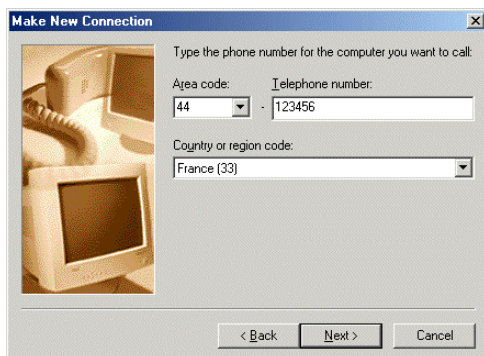 Make New Connection
Type the phone number for the computer you want to call:
Area code: Telephone number:
44 - 123456
Country or region code:
France (33)
< Back Next > Cancel